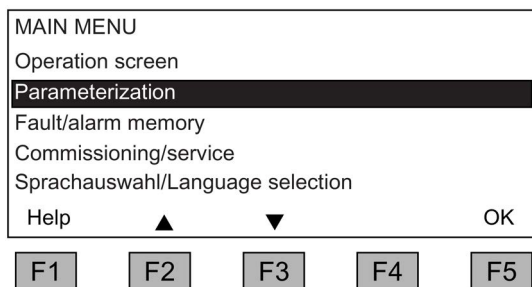 MAIN MENU
Operation screen
Parameterization
Fault/alarm memory
Commissioning/service
Sprachauswahl/Language selection
Help ▲ ▼ OK
F1 F2 F3 F4 F5